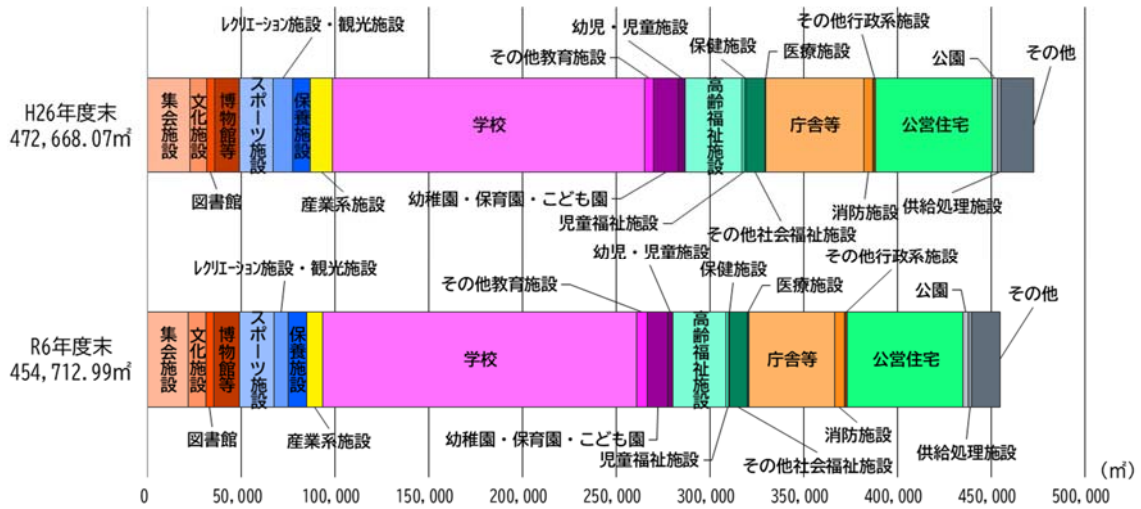 レクリエーション施設・観光施設
幼児・児童施設
その他行政系施設
その他教育施設
保健施設
医療施設
公園
その他
H26年度末
472,668.07㎡
集会施設
文化施設
博物館等
スポーツ施設
保養施設
学校
高齢福祉施設
庁舎等
公営住宅
図書館
産業系施設
幼稚園・保育園・こども園
児童福祉施設
その他社会福祉施設
消防施設
供給処理施設
レクリエーション施設・観光施設
幼児・児童施設
その他行政系施設
その他教育施設
保健施設
医療施設
公園
その他
R6年度末
454,712.99㎡
集会施設
文化施設
博物館等
スポーツ施設
保養施設
学校
高齢福祉施設
庁舎等
公営住宅
図書館
産業系施設
幼稚園・保育園・こども園
児童福祉施設
その他社会福祉施設
消防施設
供給処理施設
(㎡)
0 50,000 100,000 150,000 200,000 250,000 300,000 350,000 400,000 450,000 500,000